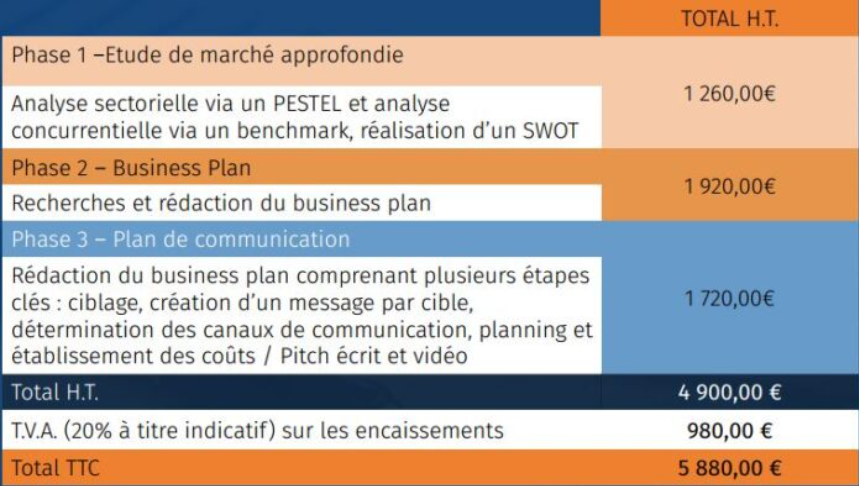 TOTAL H.T.
Phase 1 –Etude de marché approfondie
1 260,00€
Analyse sectorielle via un PESTEL et analyse
concurrentielle via un benchmark, réalisation d'un SWOT
Phase 2 – Business Plan
1 920,00€
Recherches et rédaction du business plan
Phase 3 – Plan de communication
Rédaction du business plan comprenant plusieurs étapes
clés : ciblage, création d'un message par cible,
1 720,00€
détermination des canaux de communication, planning et
établissement des coûts / Pitch écrit et vidéo
Total H.T. 4 900,00 €
T.V.A. (20% à titre indicatif) sur les encaissements 980,00 €
Total TTC 5 880,00 €